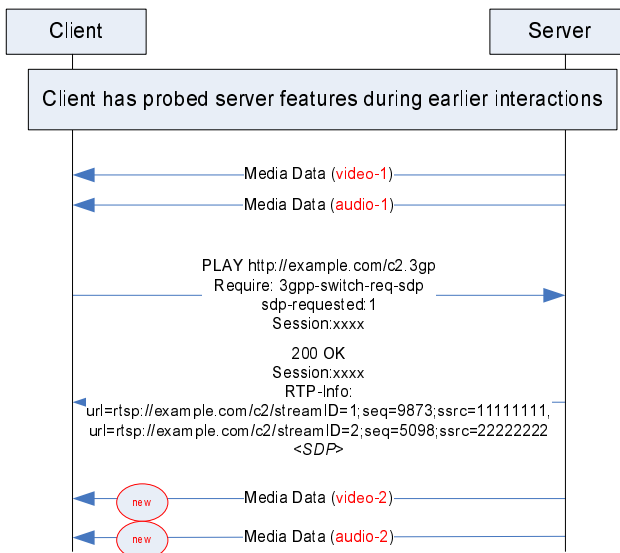 Client
Server
Client has probed server features during earlier interactions
Media Data (video-1)
Media Data (audio-1)
PLAY http://example.com/c2.3gp
Require: 3gpp-switch-req-sdp
sdp-requested:1
Session:xxxx
200 OK
Session:xxxx
RTP-Info:
url=rtsp://example.com/c2/streamID=1;seq=9873;ssrc=11111111,
url=rtsp://example.com/c2/streamID=2;seq=5098;ssrc=22222222
<SDP>
new
Media Data (video-2)
new
Media Data (audio-2)